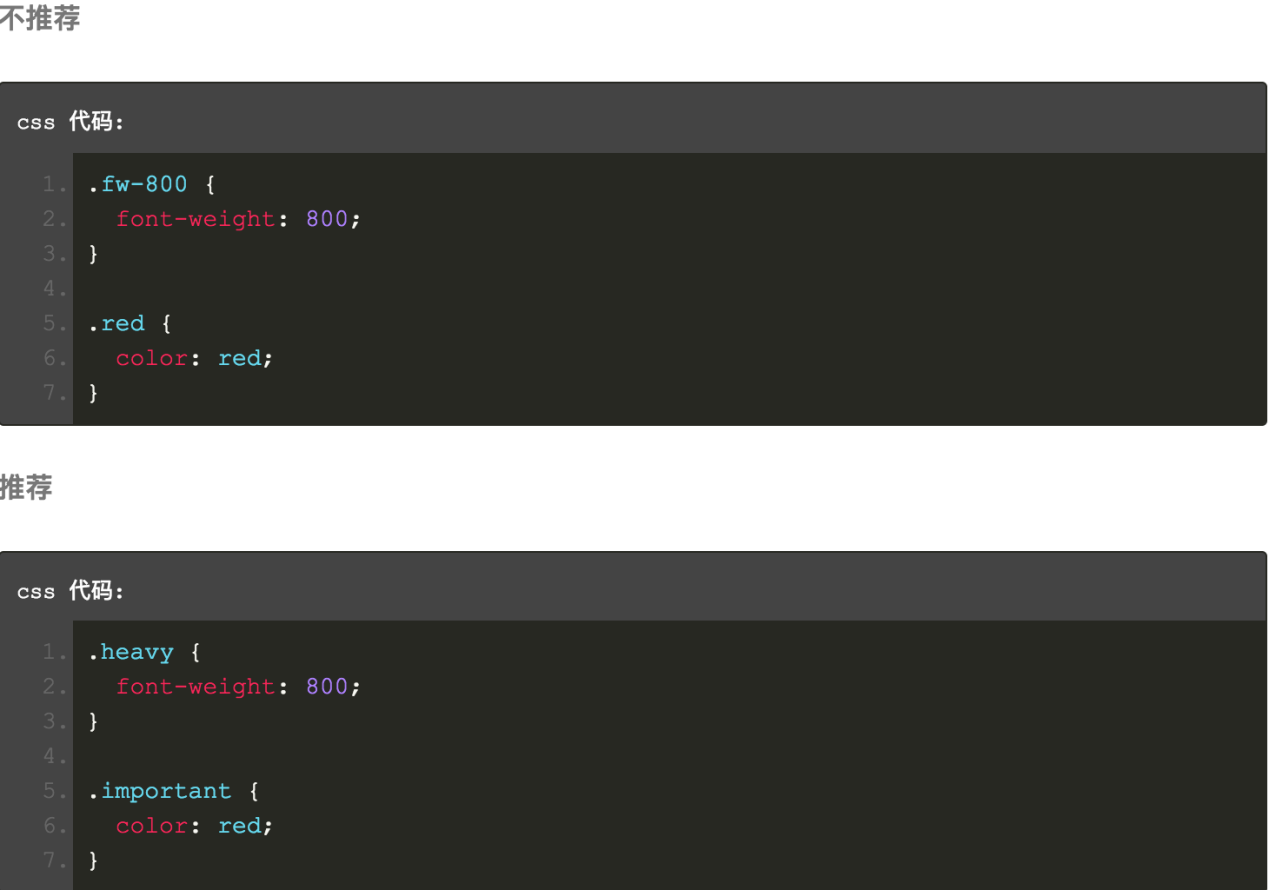 不推荐
css 代码:
1. .fw-800 {
2.   font-weight: 800;
3. }
4.
5. .red {
6.   color: red;
7. }
推荐
css 代码:
1. .heavy {
2.   font-weight: 800;
3. }
4.
5. .important {
6.   color: red;
7. }